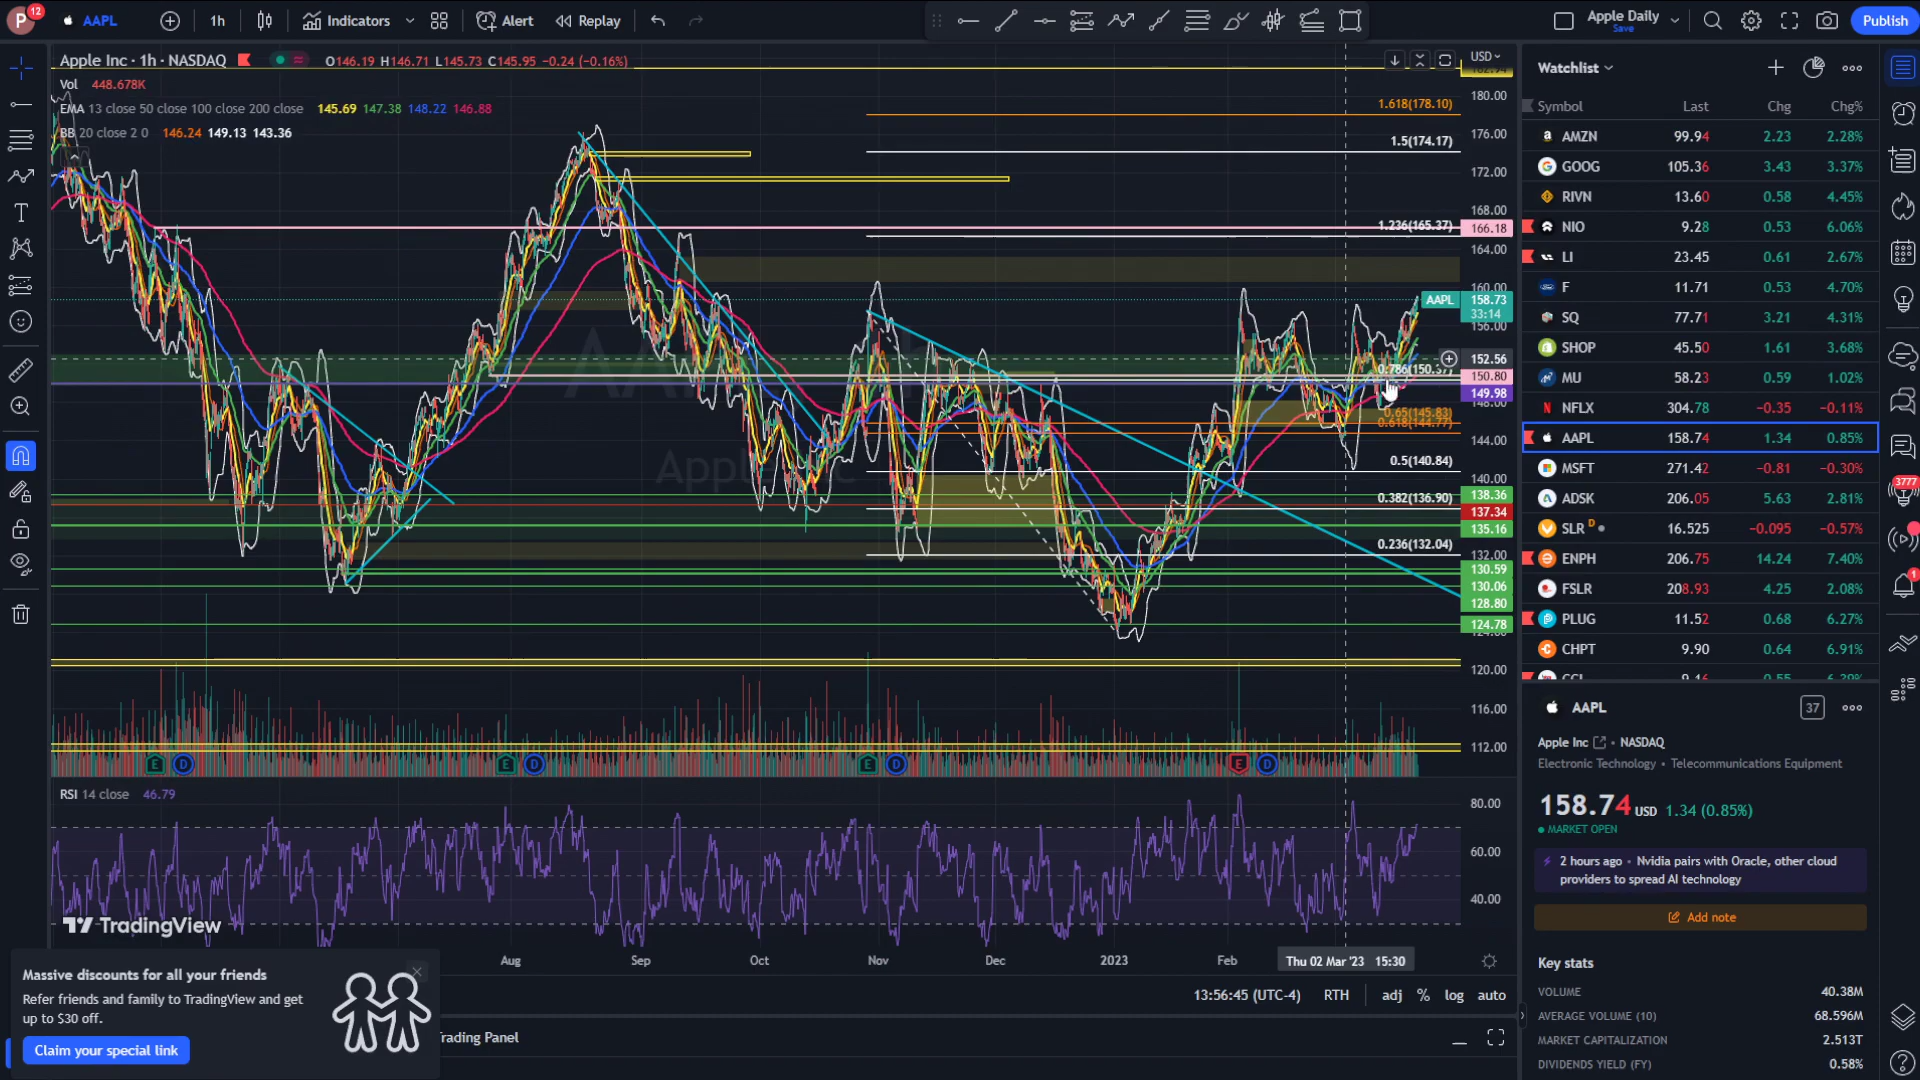 P 12 AAPL 1h Indicators Alert Replay Apple Daily Save Publish
Apple Inc · 1h · NASDAQ O146.19 H146.71 L145.73 C145.95 −0.24 (−0.16%)
Vol 448.678K
EMA 13 close 50 close 100 close 200 close 145.69 147.38 148.22 146.88
BB 20 close 2 0 146.24 149.13 143.36
USD
180.00
1.618(178.10)
176.00
1.5(174.17)
172.00
168.00
1.236(165.37)
166.18
164.00
160.00
AAPL 158.73
33:14
156.00
152.56
0.786(150.37)
150.80
149.98
148.00
0.65(145.83)
0.618(144.77)
144.00
0.5(140.84)
140.00
0.382(136.90)
138.36
137.34
135.16
0.236(132.04)
132.00
130.59
130.06
128.80
124.78
124.00
120.00
116.00
112.00
E D E D E D E D
RSI 14 close 46.79
80.00
60.00
40.00
TradingView
Aug Sep Oct Nov Dec 2023 Feb Thu 02 Mar '23 15:30
13:56:45 (UTC-4) RTH adj % log auto
Massive discounts for all your friends
Refer friends and family to TradingView and get
up to $30 off.
Claim your special link
rading Panel
Watchlist
Symbol Last Chg Chg%
AMZN 99.94 2.23 2.28%
GOOG 105.36 3.43 3.37%
RIVN 13.60 0.58 4.45%
NIO 9.28 0.53 6.06%
LI 23.45 0.61 2.67%
F 11.71 0.53 4.70%
SQ 77.71 3.21 4.31%
SHOP 45.50 1.61 3.68%
MU 58.23 0.59 1.02%
NFLX 304.78 −0.35 −0.11%
AAPL 158.74 1.34 0.85%
MSFT 271.42 −0.81 −0.30%
ADSK 206.05 5.63 2.81%
SLR D 16.525 −0.095 −0.57%
ENPH 206.75 14.24 7.40%
FSLR 208.93 4.25 2.08%
PLUG 11.52 0.68 6.27%
CHPT 9.90 0.64 6.91%
AAPL 37
Apple Inc • NASDAQ
Electronic Technology • Telecommunications Equipment
158.74 USD 1.34 (0.85%)
MARKET OPEN
2 hours ago • Nvidia pairs with Oracle, other cloud
providers to spread AI technology
Add note
Key stats
VOLUME 40.38M
AVERAGE VOLUME (10) 68.596M
MARKET CAPITALIZATION 2.513T
DIVIDENDS YIELD (FY) 0.58%
3777
1